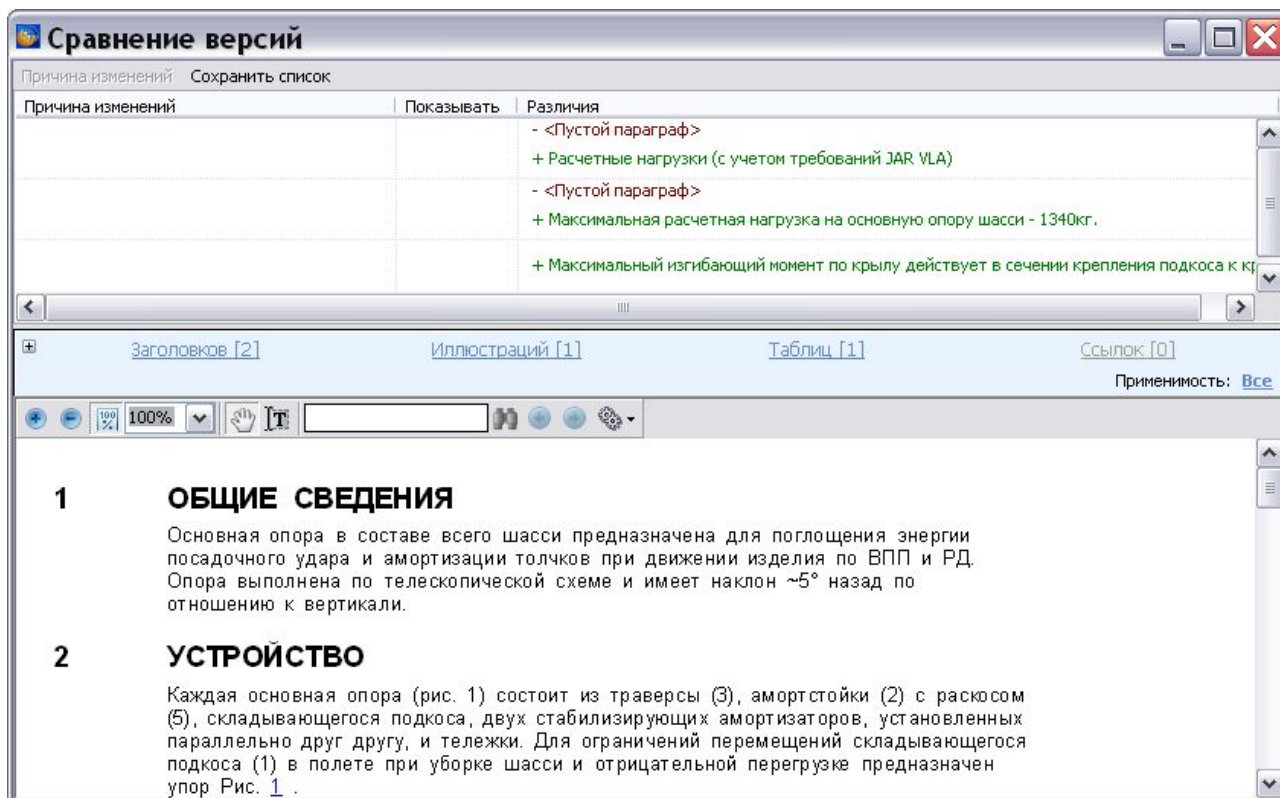 Сравнение версий
Причина изменений Сохранить список
Причина изменений Показывать Различия
- <Пустой параграф>
+ Расчетные нагрузки (с учетом требований JAR VLA)
- <Пустой параграф>
+ Максимальная расчетная нагрузка на основную опору шасси - 1340кг.
+ Максимальный изгибающий момент по крылу действует в сечении крепления подкоса к
Заголовков [2] Иллюстраций [1] Таблиц [1] Ссылок [0]
Применимость: Все
100%
1 ОБЩИЕ СВЕДЕНИЯ
Основная опора в составе всего шасси предназначена для поглощения энергии
посадочного удара и амортизации толчков при движении изделия по ВПП и РД.
Опора выполнена по телескопической схеме и имеет наклон ~5° назад по
отношению к вертикали.
2 УСТРОЙСТВО
Каждая основная опора (рис. 1) состоит из траверсы (3), амортстойки (2) с раскосом
(5), складывающегося подкоса, двух стабилизирующих амортизаторов, установленных
параллельно друг другу, и тележки. Для ограничений перемещений складывающегося
подкоса (1) в полете при уборке шасси и отрицательной перегрузке предназначен
упор Рис. 1 .